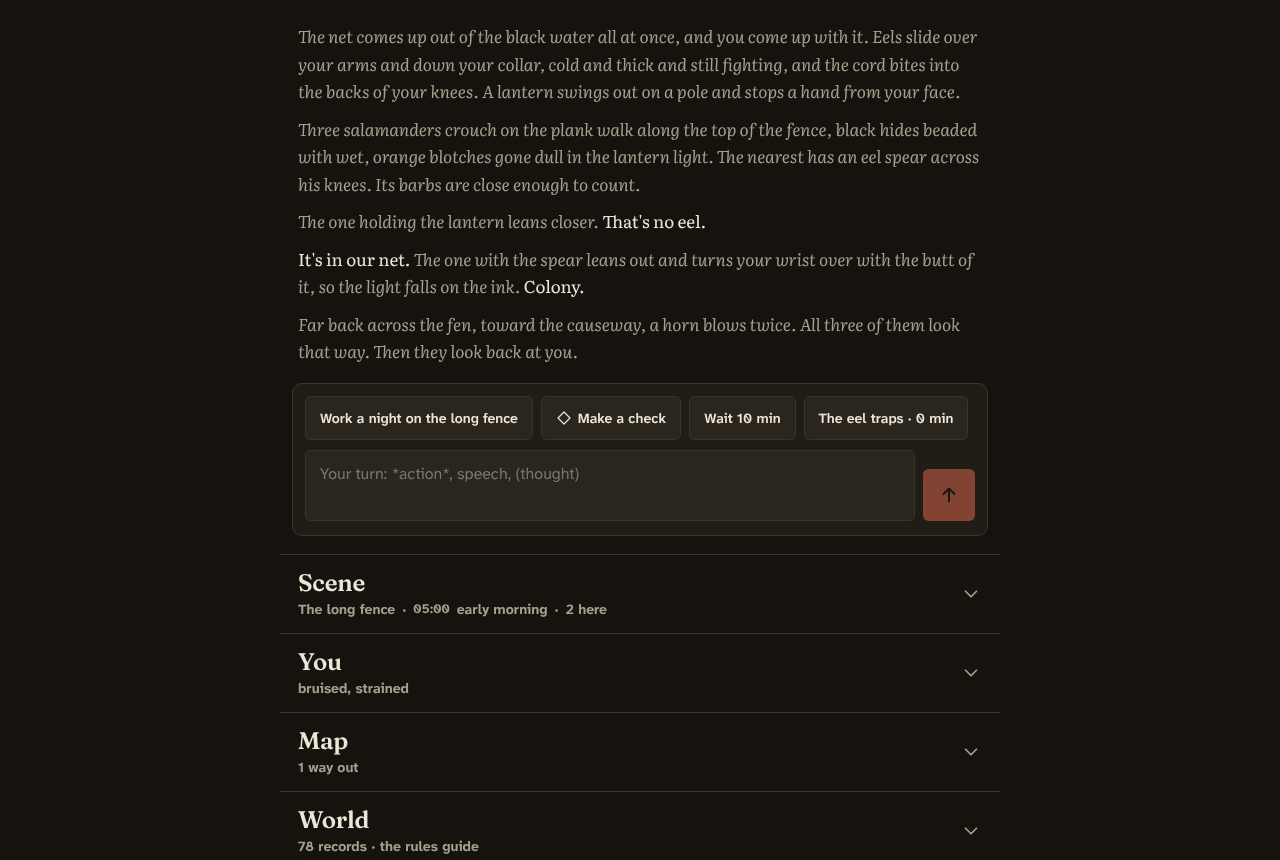 The net comes up out of the black water all at once, and you come up with it. Eels slide over
your arms and down your collar, cold and thick and still fighting, and the cord bites into
the backs of your knees. A lantern swings out on a pole and stops a hand from your face.
Three salamanders crouch on the plank walk along the top of the fence, black hides beaded
with wet, orange blotches gone dull in the lantern light. The nearest has an eel spear across
his knees. Its barbs are close enough to count.
The one holding the lantern leans closer. That's no eel.
It's in our net. The one with the spear leans out and turns your wrist over with the butt of
it, so the light falls on the ink. Colony.
Far back across the fen, toward the causeway, a horn blows twice. All three of them look
that way. Then they look back at you.
Work a night on the long fence
Make a check
Wait 10 min
The eel traps · 0 min
Your turn: *action*, speech, (thought)
Scene
The long fence · 05:00 early morning · 2 here
You
bruised, strained
Map
1 way out
World
78 records · the rules guide